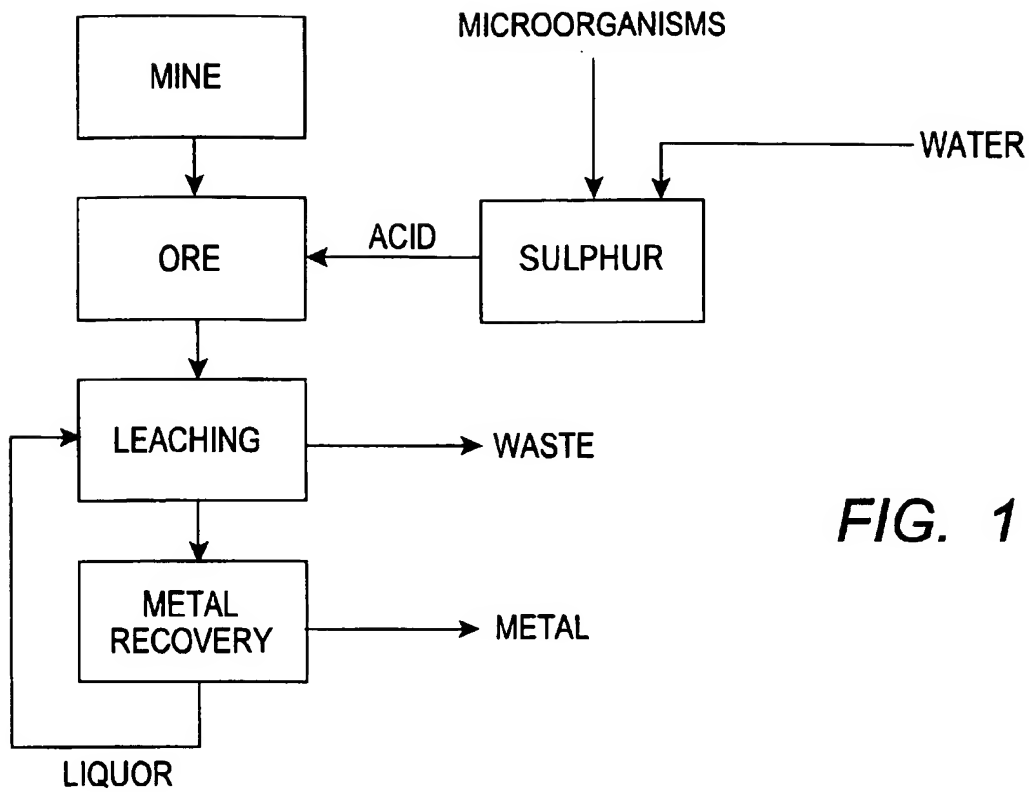 MICROORGANISMS
MINE
WATER
ORE
ACID
SULPHUR
LEACHING
WASTE
FIG. 1
METAL
RECOVERY
METAL
LIQUOR